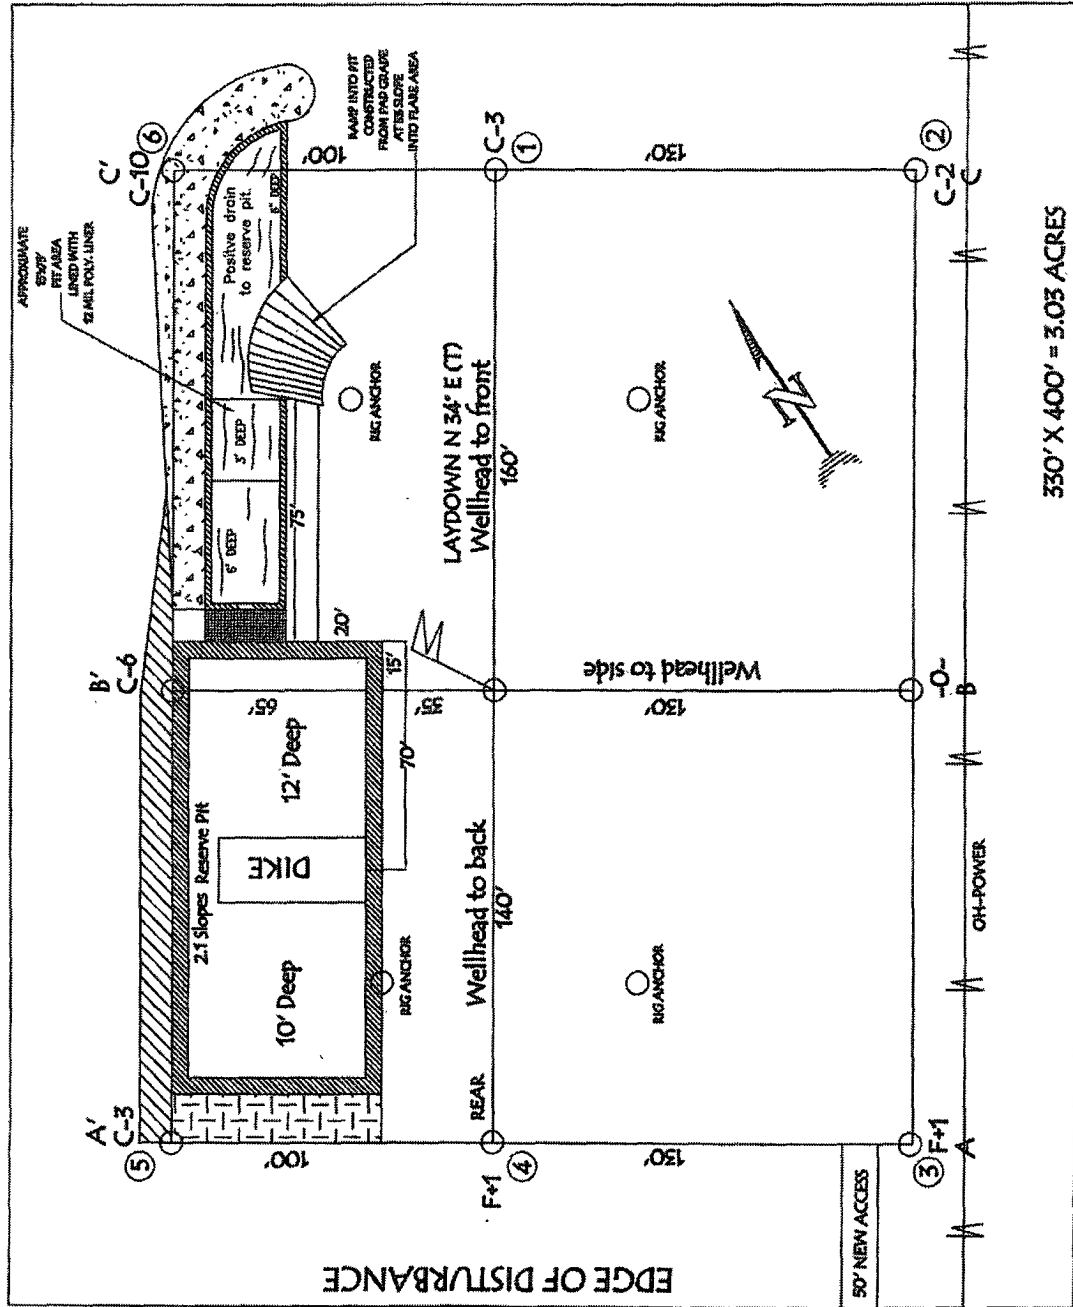 A'
C-3
B'
C-6
C'
C-10
5
6
APPROXIMATE
PIT AREA
LINED WITH
12 MIL POLY. LINER
2.1 Slopes Reserve Pit
10' Deep
DIKE
12' Deep
6' DEEP
3' DEEP
Positve drain
to reserve pit.
6' DEEP
75'
20'
15'
70'
65'
35'
100'
100'
RAMP INTO PIT
CONSTRUCTED
FROM PAD GRADE
INTO FLARE AREA
RIG ANCHOR
RIG ANCHOR
F+1
4
REAR
Wellhead to back
140'
LAYDOWN N 34° E (T)
Wellhead to front
160'
C-3
1
130'
Wellhead to side
130'
130'
RIG ANCHOR
RIG ANCHOR
N
50' NEW ACCESS
3
F+1
A
-0-
B
C-2
C
2
OH-POWER
EDGE OF DISTURBANCE
330' X 400' = 3.03 ACRES